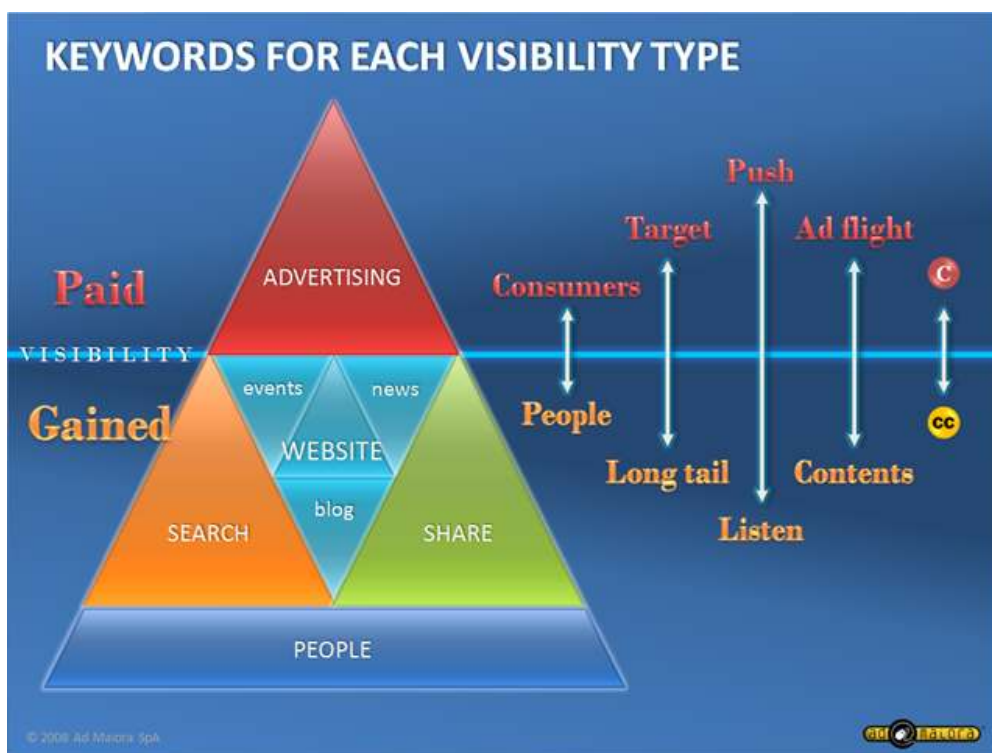 KEYWORDS FOR EACH VISIBILITY TYPE
Push
Target
Ad flight
ADVERTISING
Consumers
C
Paid
VISIBILITY
events
news
Gained
People
cc
WEBSITE
Long tail
Contents
blog
SEARCH
SHARE
Listen
PEOPLE
© 2008 Ad Maiora SpA
ad maiora